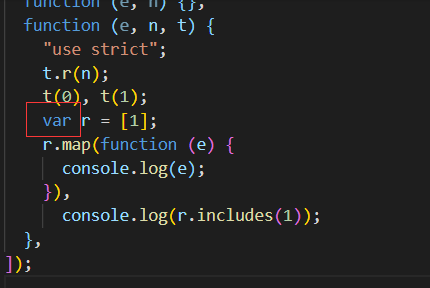 function (e, n) {},
function (e, n, t) {
"use strict";
t.r(n);
t(0), t(1);
var r = [1];
r.map(function (e) {
console.log(e);
}),
console.log(r.includes(1));
},
]);